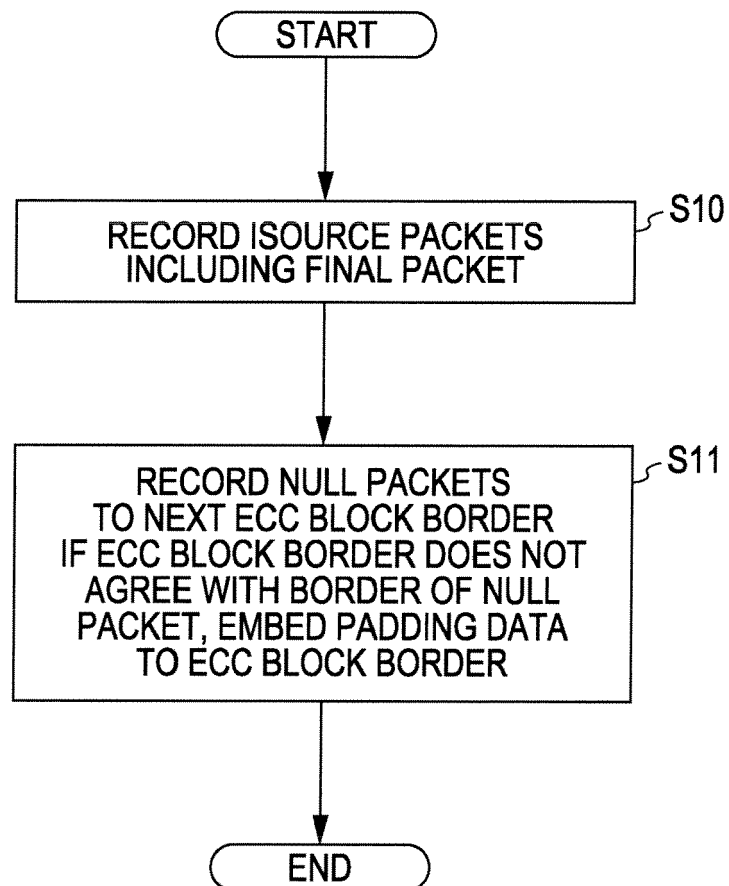 START
RECORD ISOURCE PACKETS
INCLUDING FINAL PACKET
S10
RECORD NULL PACKETS
TO NEXT ECC BLOCK BORDER
IF ECC BLOCK BORDER DOES NOT
AGREE WITH BORDER OF NULL
PACKET, EMBED PADDING DATA
TO ECC BLOCK BORDER
S11
END